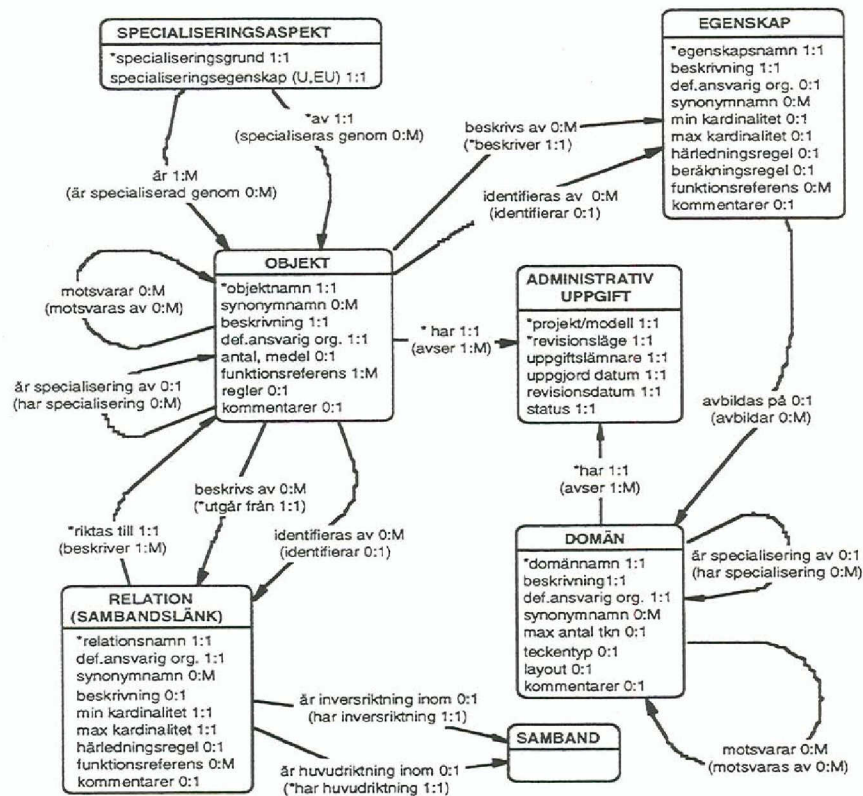 SPECIALISERINGSASPEKT
*specialiseringsgrund 1:1
specialiseringsegenskap (U,EU) 1:1
EGENSKAP
*egenskapsnamn 1:1
beskrivning 1:1
def.ansvarig org. 0:1
synonymnamn 0:M
min kardinalitet 0:1
max kardinalitet 0:1
härledningsregel 0:1
beräkningsregel 0:1
funktionsreferens 0:M
kommentarer 0:1
*av 1:1
(specialiseras genom 0:M)
är 1:M
(är specialiserad genom 0:M)
beskrivs av 0:M
(*beskriver 1:1)
identifieras av 0:M
(identifierar 0:1)
OBJEKT
*objektnamn 1:1
synonymnamn 0:M
beskrivning 1:1
def.ansvarig org. 1:1
antal, medel 0:1
funktionsreferens 1:M
regler 0:1
kommentarer 0:1
motsvarar 0:M
(motsvaras av 0:M)
är specialisering av 0:1
(har specialisering 0:M)
* har 1:1
(avser 1:M)
ADMINISTRATIV
UPPGIFT
*projekt/modell 1:1
*revisionsläge 1:1
uppgiftslämnare 1:1
uppgjord datum 1:1
revisionsdatum 1:1
status 1:1
avbildas på 0:1
(avbildar 0:M)
*har 1:1
(avser 1:M)
*riktas till 1:1
(beskriver 1:M)
beskrivs av 0:M
(*utgår från 1:1)
identifieras av 0:M
(identifierar 0:1)
DOMÄN
*domännamn 1:1
beskrivning1:1
def.ansvarig org. 1:1
synonymnamn 0:M
max antal tkn 0:1
teckentyp 0:1
layout 0:1
kommentarer 0:1
är specialisering av 0:1
(har specialisering 0:M)
motsvarar 0:M
(motsvaras av 0:M)
RELATION
(SAMBANDSLÄNK)
*relationsnamn 1:1
def.ansvarig org. 1:1
synonymnamn 0:M
beskrivning 0:1
min kardinalitet 1:1
max kardinalitet 1:1
härledningsregel 0:1
funktionsreferens 0:M
kommentarer 0:1
är inversriktning inom 0:1
(har inversriktning 1:1)
är huvudriktning inom 0:1
(*har huvudriktning 1:1)
SAMBAND